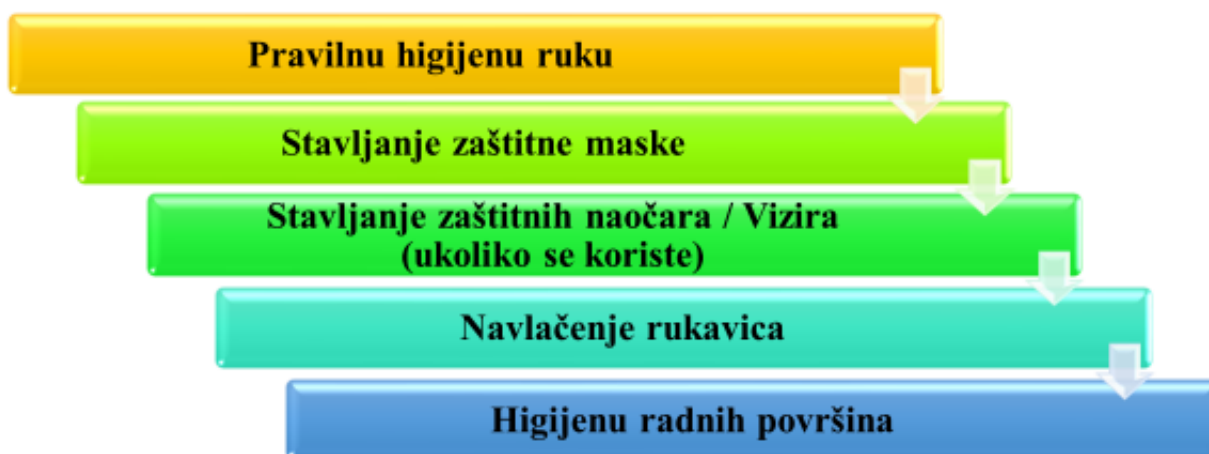 Pravilnu higijenu ruku
Stavljanje zaštitne maske
Stavljanje zaštitnih naočara / Vizira
(ukoliko se koriste)
Navlačenje rukavica
Higijenu radnih površina